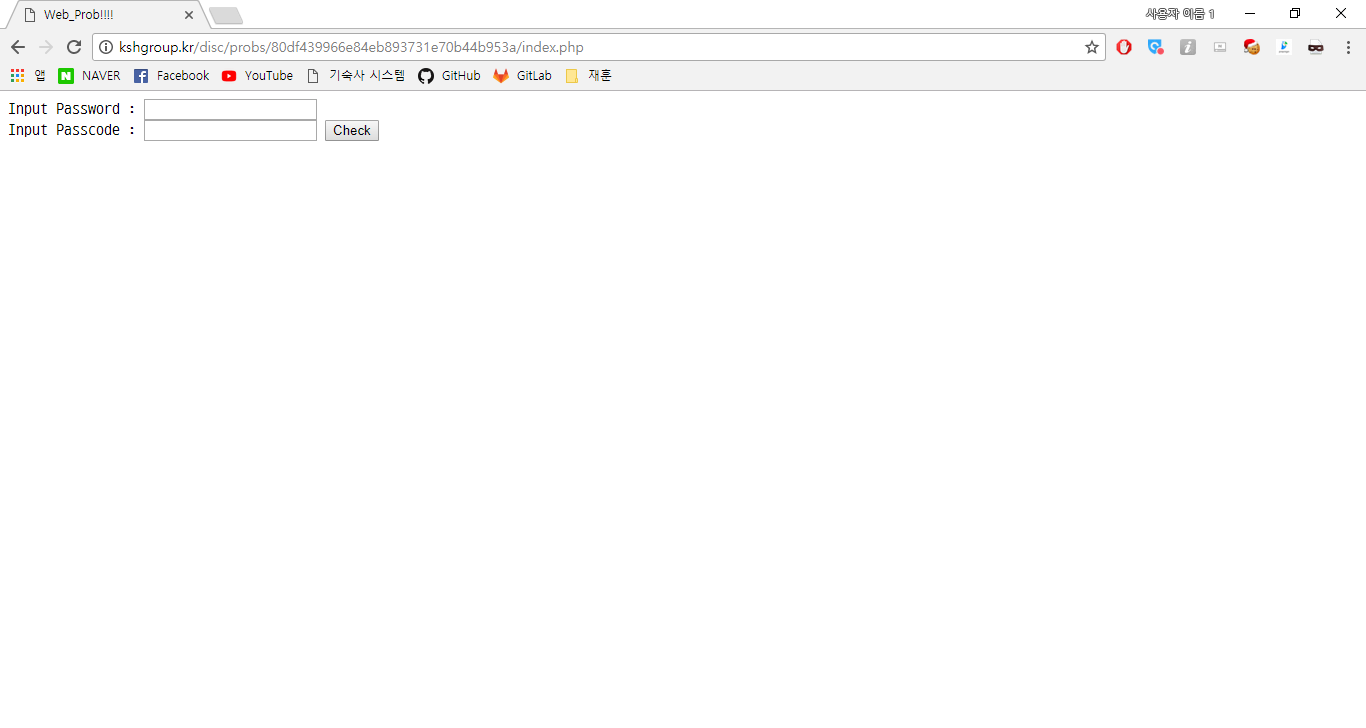 Web_Prob!!!!
사용자 이름 1
kshgroup.kr/disc/probs/80df439966e84eb893731e70b44b953a/index.php
앱 NAVER Facebook YouTube 기숙사 시스템 GitHub GitLab 재훈
Input Password :
Input Passcode : Check